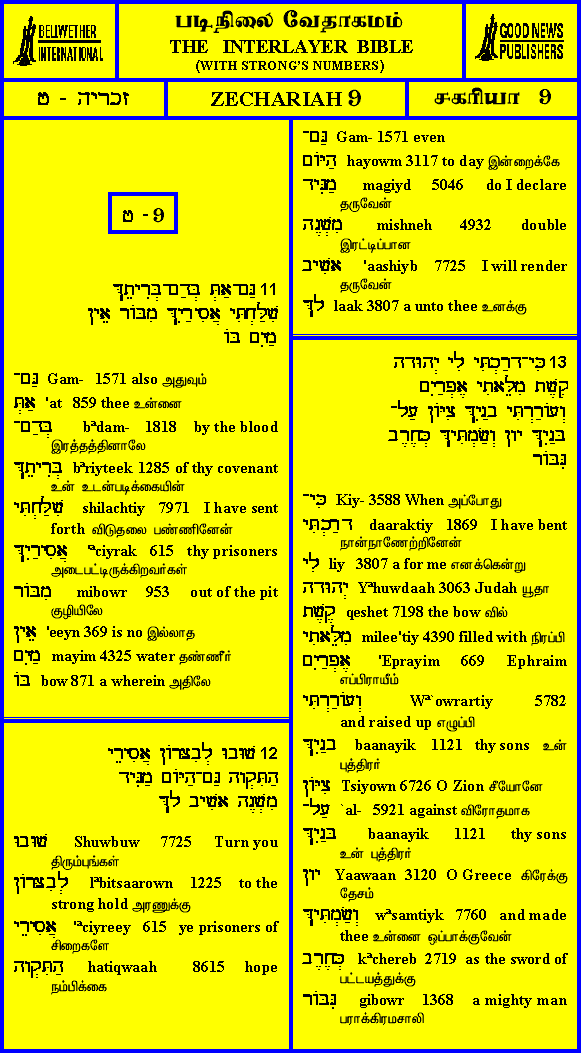 BELLWETHER
INTERNATIONAL
படிநிலை வேதாகமம்
THE INTERLAYER BIBLE
(WITH STRONG'S NUMBERS)
GOOD NEWS
PUBLISHERS
זכריה - ט
ZECHARIAH 9
சகரியா 9
ט - 9
11 גַּם־אַתְּ בְּדַם־בְּרִיתֵךְ
שִׁלַּחְתִּי אֲסִירַיִךְ מִבּוֹר אֵין
מַיִם בּוֹ
גַּם־ Gam- 1571 also அதுவும்
אַתְּ 'at 859 thee உன்னை
בְּדַם־ bªdam- 1818 by the blood
இரத்தத்தினாலே
בְּרִיתֵךְ bªriyteek 1285 of thy covenant
உன் உடன்படிக்கையின்
שִׁלַּחְתִּי shilachtiy 7971 I have sent
forth விடுதலை பண்ணினேன்
אֲסִירַיִךְ 'ªciyrak 615 thy prisoners
அடைபட்டிருக்கிறவர்கள்
מִבּוֹר mibowr 953 out of the pit
குழியிலே
אֵין 'eeyn 369 is no இல்லாத
מַיִם mayim 4325 water தண்ணீர்
בּוֹ bow 871 a wherein அதிலே
12 שׁוּבוּ לְבִצָּרוֹן אֲסִירֵי
הַתִּקְוָה גַּם־הַיּוֹם מַגִּיד
מִשְׁנֶה אָשִׁיב לָךְ
שׁוּבוּ Shuwbuw 7725 Turn you
திரும்புங்கள்
לְבִצָּרוֹן lªbitsaarown 1225 to the
strong hold அரணுக்கு
אֲסִירֵי 'ªciyreey 615 ye prisoners of
சிறைகளே
הַתִּקְוָה hatiqwaah 8615 hope
நம்பிக்கை
גַּם־ Gam- 1571 even
הַיּוֹם hayowm 3117 to day இன்றைக்கே
מַגִּיד magiyd 5046 do I declare
தருவேன்
מִשְׁנֶה mishneh 4932 double
இரட்டிப்பான
אָשִׁיב 'aashiyb 7725 I will render
தருவேன்
לָךְ laak 3807 a unto thee உனக்கு
13 כִּי־דָרַכְתִּי לִי יְהוּדָה
קֶשֶׁת מִלֵּאתִי אֶפְרַיִם
וְעוֹרַרְתִּי בָנַיִךְ צִיּוֹן עַל־
בָּנַיִךְ יָוָן וְשַׂמְתִּיךְ כְּחֶרֶב
גִּבּוֹר
כִּי־ Kiy- 3588 When அப்போது
דָרַכְתִּי daaraktiy 1869 I have bent
நான்நாணேற்றினேன்
לִי liy 3807 a for me எனக்கென்று
יְהוּדָה Yªhuwdaah 3063 Judah யூதா
קֶשֶׁת qeshet 7198 the bow வில்
מִלֵּאתִי milee'tiy 4390 filled with நிரப்பி
אֶפְרַיִם 'Eprayim 669 Ephraim
எப்பிராயீம்
וְעוֹרַרְתִּי Wª`owrartiy 5782
and raised up எழுப்பி
בָנַיִךְ baanayik 1121 thy sons உன்
புத்திரர்
צִיּוֹן Tsiyown 6726 O Zion சீயோனே
עַל־ `al- 5921 against விரோதமாக
בָּנַיִךְ baanayik 1121 thy sons
உன் புத்திரர்
יָוָן Yaawaan 3120 O Greece கிரேக்கு
தேசம்
וְשַׂמְתִּיךְ wªsamtiyk 7760 and made
thee உன்னை ஒப்பாக்குவேன்
כְּחֶרֶב kªchereb 2719 as the sword of
பட்டயத்துக்கு
גִּבּוֹר gibowr 1368 a mighty man
பராக்கிரமசாலி